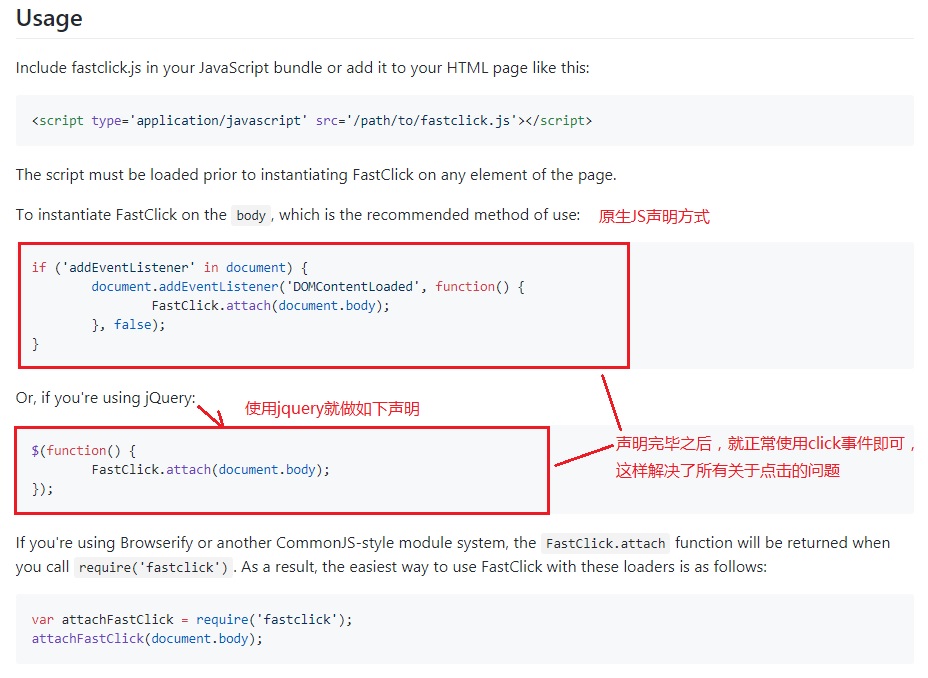 Usage
Include fastclick.js in your JavaScript bundle or add it to your HTML page like this:
<script type='application/javascript' src='/path/to/fastclick.js'></script>
The script must be loaded prior to instantiating FastClick on any element of the page.
To instantiate FastClick on the body, which is the recommended method of use: 原生JS声明方式
if ('addEventListener' in document) {
document.addEventListener('DOMContentLoaded', function() {
FastClick.attach(document.body);
}, false);
}
Or, if you're using jQuery:
使用jquery就做如下声明
$(function() {
FastClick.attach(document.body);
});
声明完毕之后，就正常使用click事件即可，
这样解决了所有关于点击的问题
If you're using Browserify or another CommonJS-style module system, the FastClick.attach function will be returned when
you call require('fastclick'). As a result, the easiest way to use FastClick with these loaders is as follows:
var attachFastClick = require('fastclick');
attachFastClick(document.body);